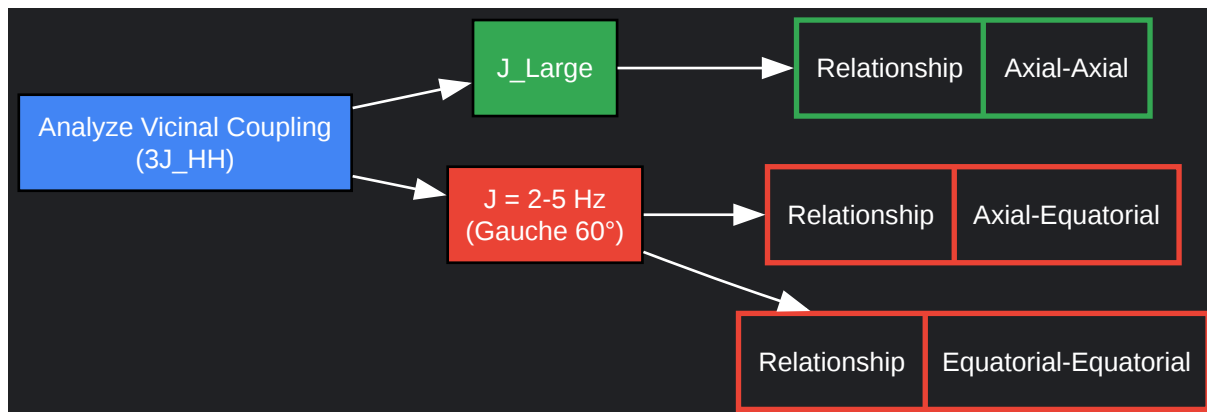 Analyze Vicinal Coupling
(3J_HH)
J_Large
Relationship
Axial-Axial
J = 2-5 Hz
(Gauche 60°)
Relationship
Axial-Equatorial
Relationship
Equatorial-Equatorial